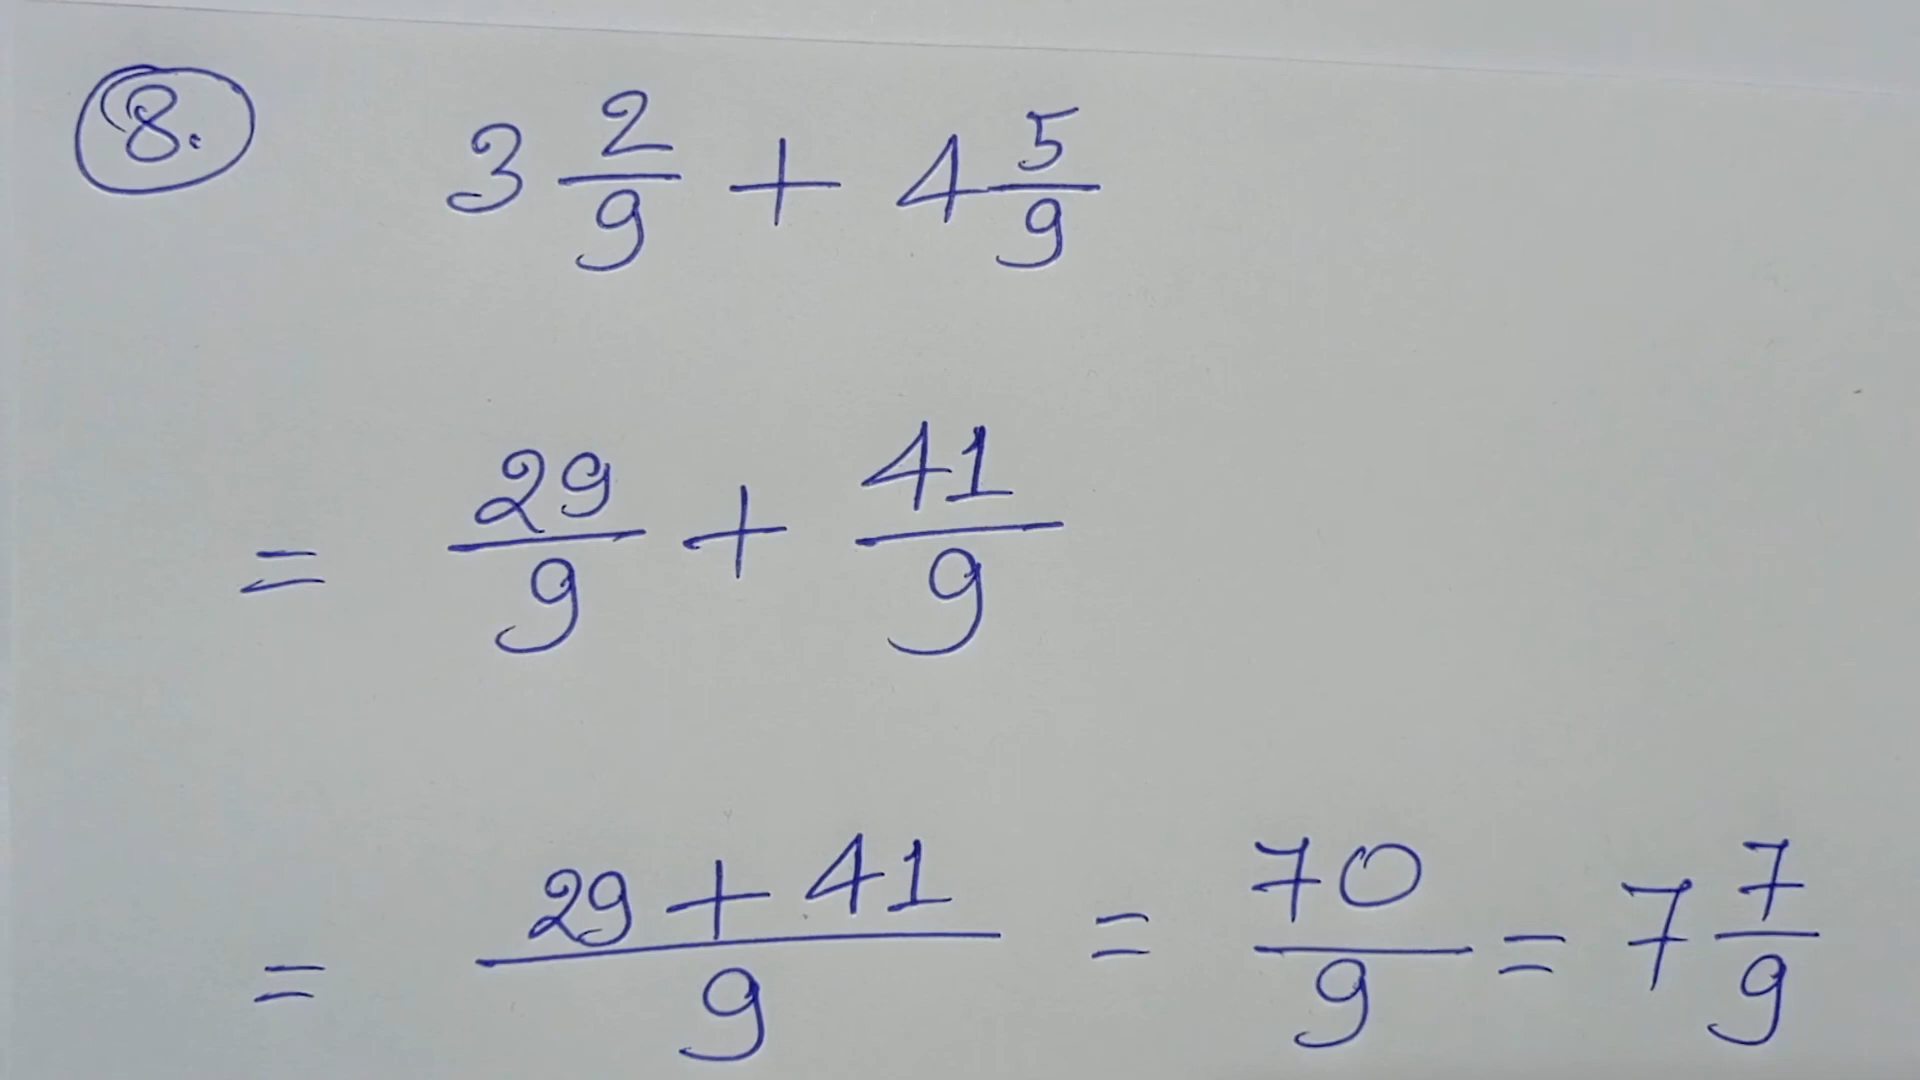 8. 3 2/9 + 4 5/9
= 29/9 + 41/9
= 29 + 41/9 = 70/9 = 7 7/9